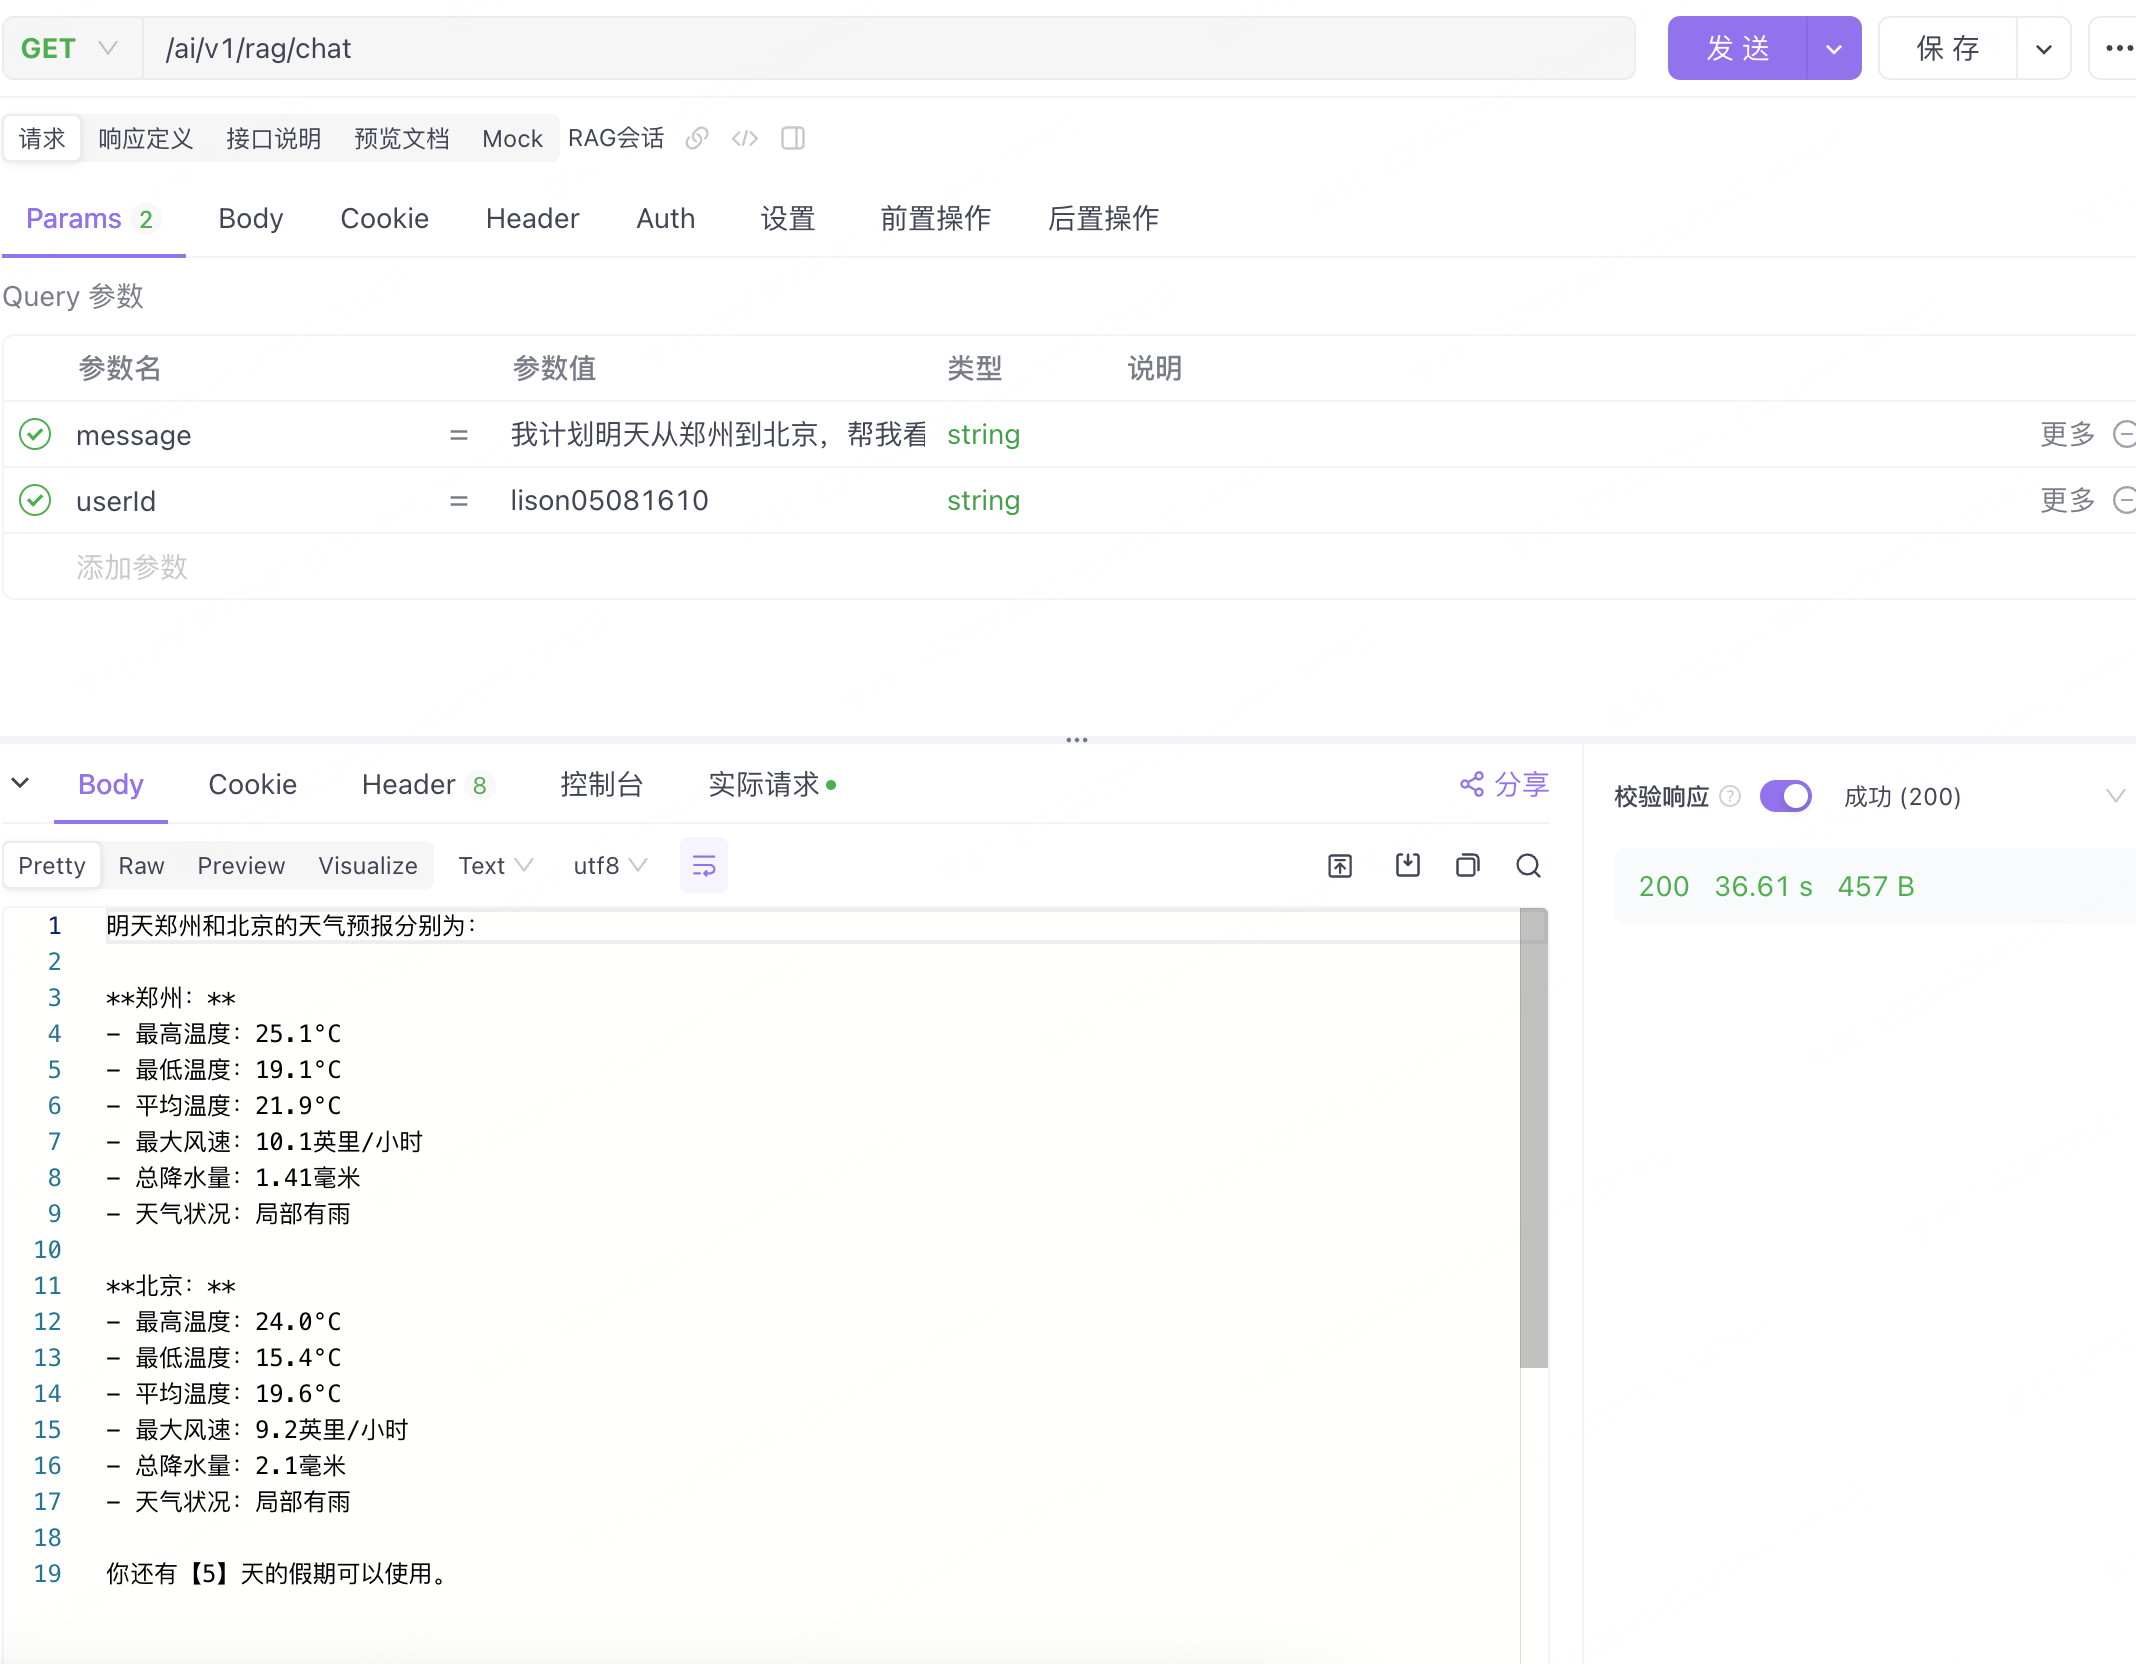 GET /ai/v1/rag/chat 发 送 保 存
请求 响应定义 接口说明 预览文档 Mock RAG会话
Params 2 Body Cookie Header Auth 设置 前置操作 后置操作
Query 参数
参数名 参数值 类型 说明
message = 我计划明天从郑州到北京，帮我看 string 更多
userId = lison05081610 string 更多
添加参数
Body Cookie Header 8 控制台 实际请求 分享
校验响应 ? 成功 (200)
Pretty Raw Preview Visualize Text utf8
200 36.61 s 457 B
1 明天郑州和北京的天气预报分别为：
2
3 **郑州：**
4 - 最高温度：25.1°C
5 - 最低温度：19.1°C
6 - 平均温度：21.9°C
7 - 最大风速：10.1英里/小时
8 - 总降水量：1.41毫米
9 - 天气状况：局部有雨
10
11 **北京：**
12 - 最高温度：24.0°C
13 - 最低温度：15.4°C
14 - 平均温度：19.6°C
15 - 最大风速：9.2英里/小时
16 - 总降水量：2.1毫米
17 - 天气状况：局部有雨
18
19 你还有【5】天的假期可以使用。